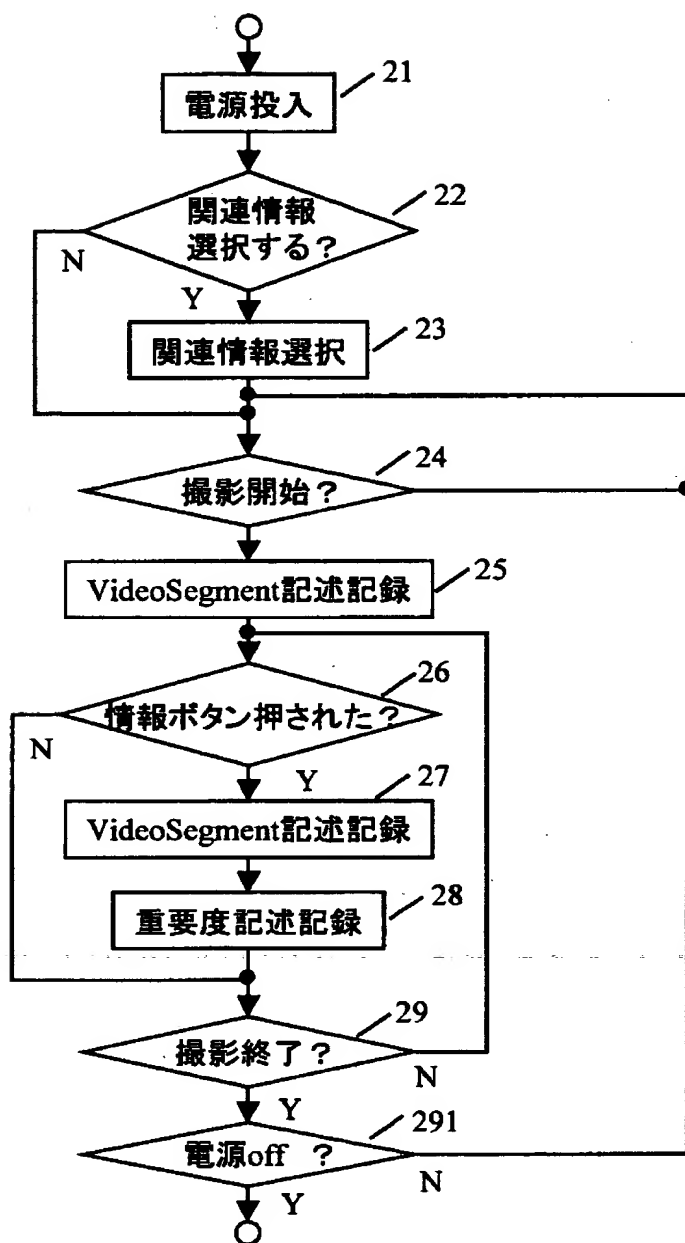 21
電源投入
22
関連情報
選択する?
N
Y
23
関連情報選択
24
撮影開始?
25
VideoSegment記述記録
26
情報ボタン押された?
N
Y
27
VideoSegment記述記録
28
重要度記述記録
29
撮影終了?
N
Y
291
電源off ?
N
Y